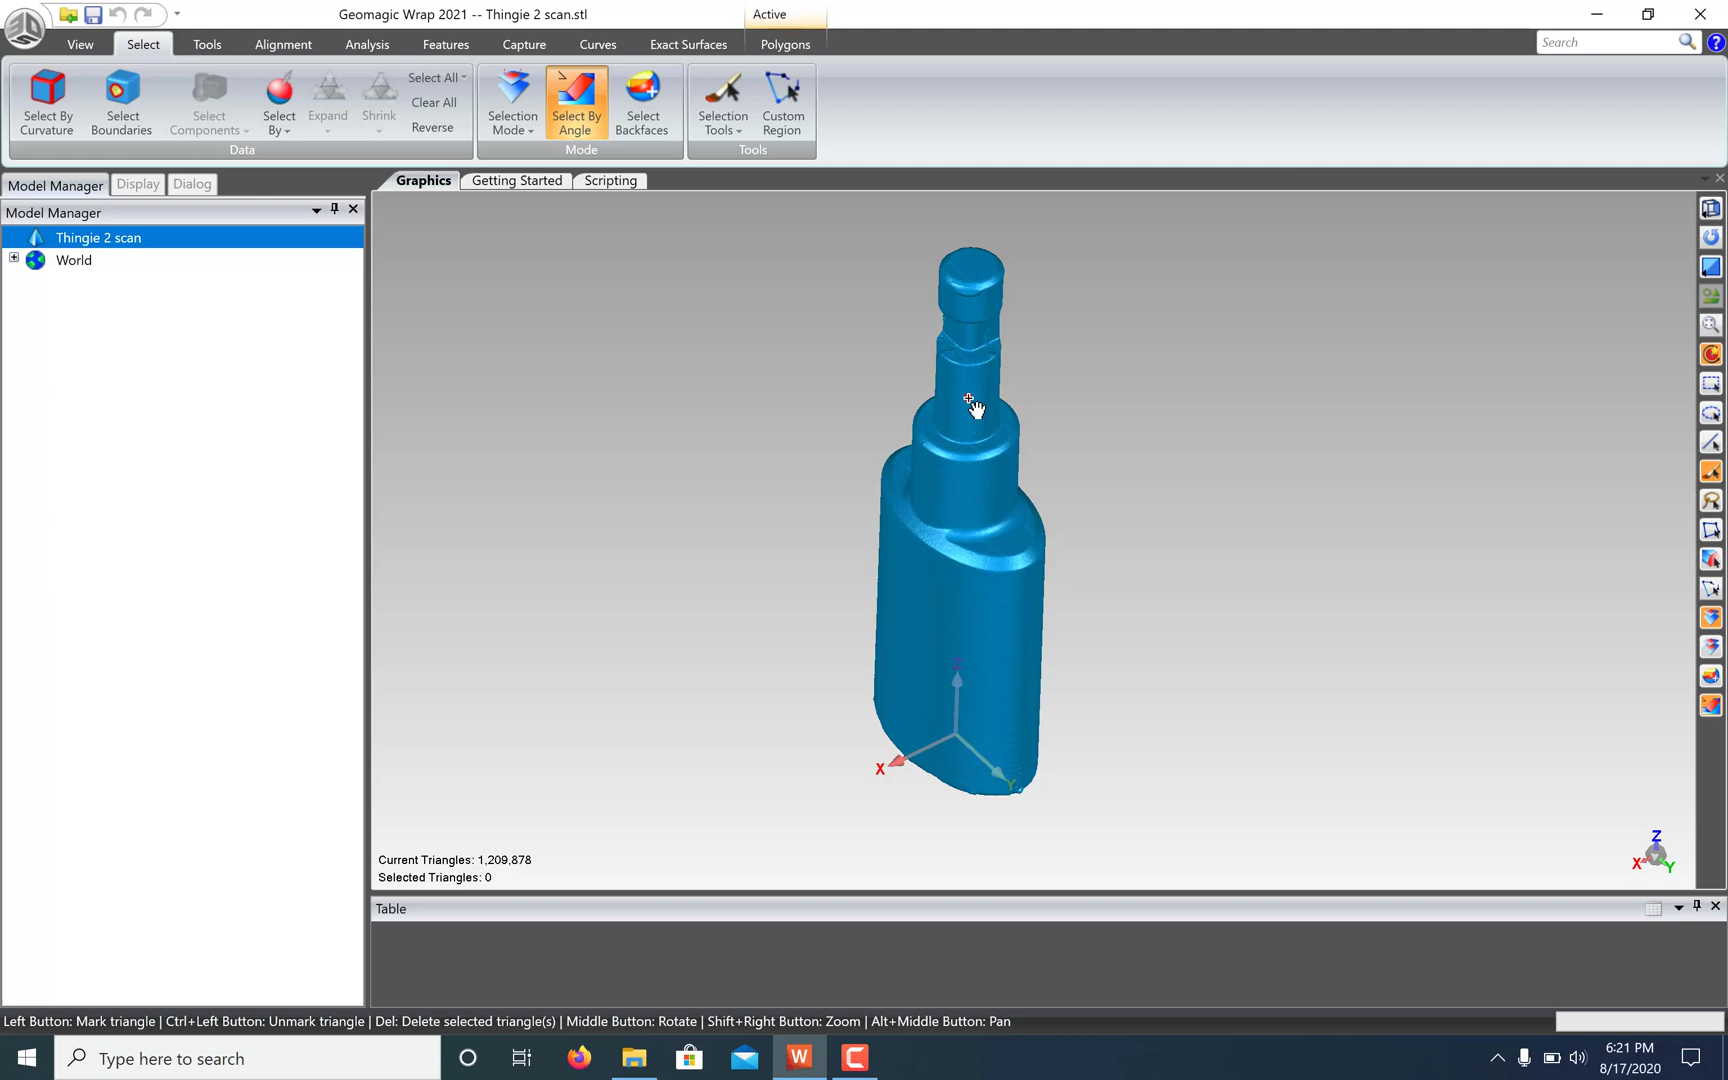 Geomagic Wrap 2021 -- Thingie 2 scan.stl
Active
View Select Tools Alignment Analysis Features Capture Curves Exact Surfaces Polygons
Search
Select By Curvature
Select Boundaries
Select Components
Select By
Expand
Shrink
Select All
Clear All
Reverse
Data
Selection Mode
Select By Angle
Select Backfaces
Mode
Selection Tools
Custom Region
Tools
Model Manager Display Dialog
Graphics Getting Started Scripting
Model Manager
Thingie 2 scan
World
Z
X
Y
Z
X
Y
Current Triangles: 1,209,878
Selected Triangles: 0
Table
Left Button: Mark triangle | Ctrl+Left Button: Unmark triangle | Del: Delete selected triangle(s) | Middle Button: Rotate | Shift+Right Button: Zoom | Alt+Middle Button: Pan
Type here to search
6:21 PM
8/17/2020